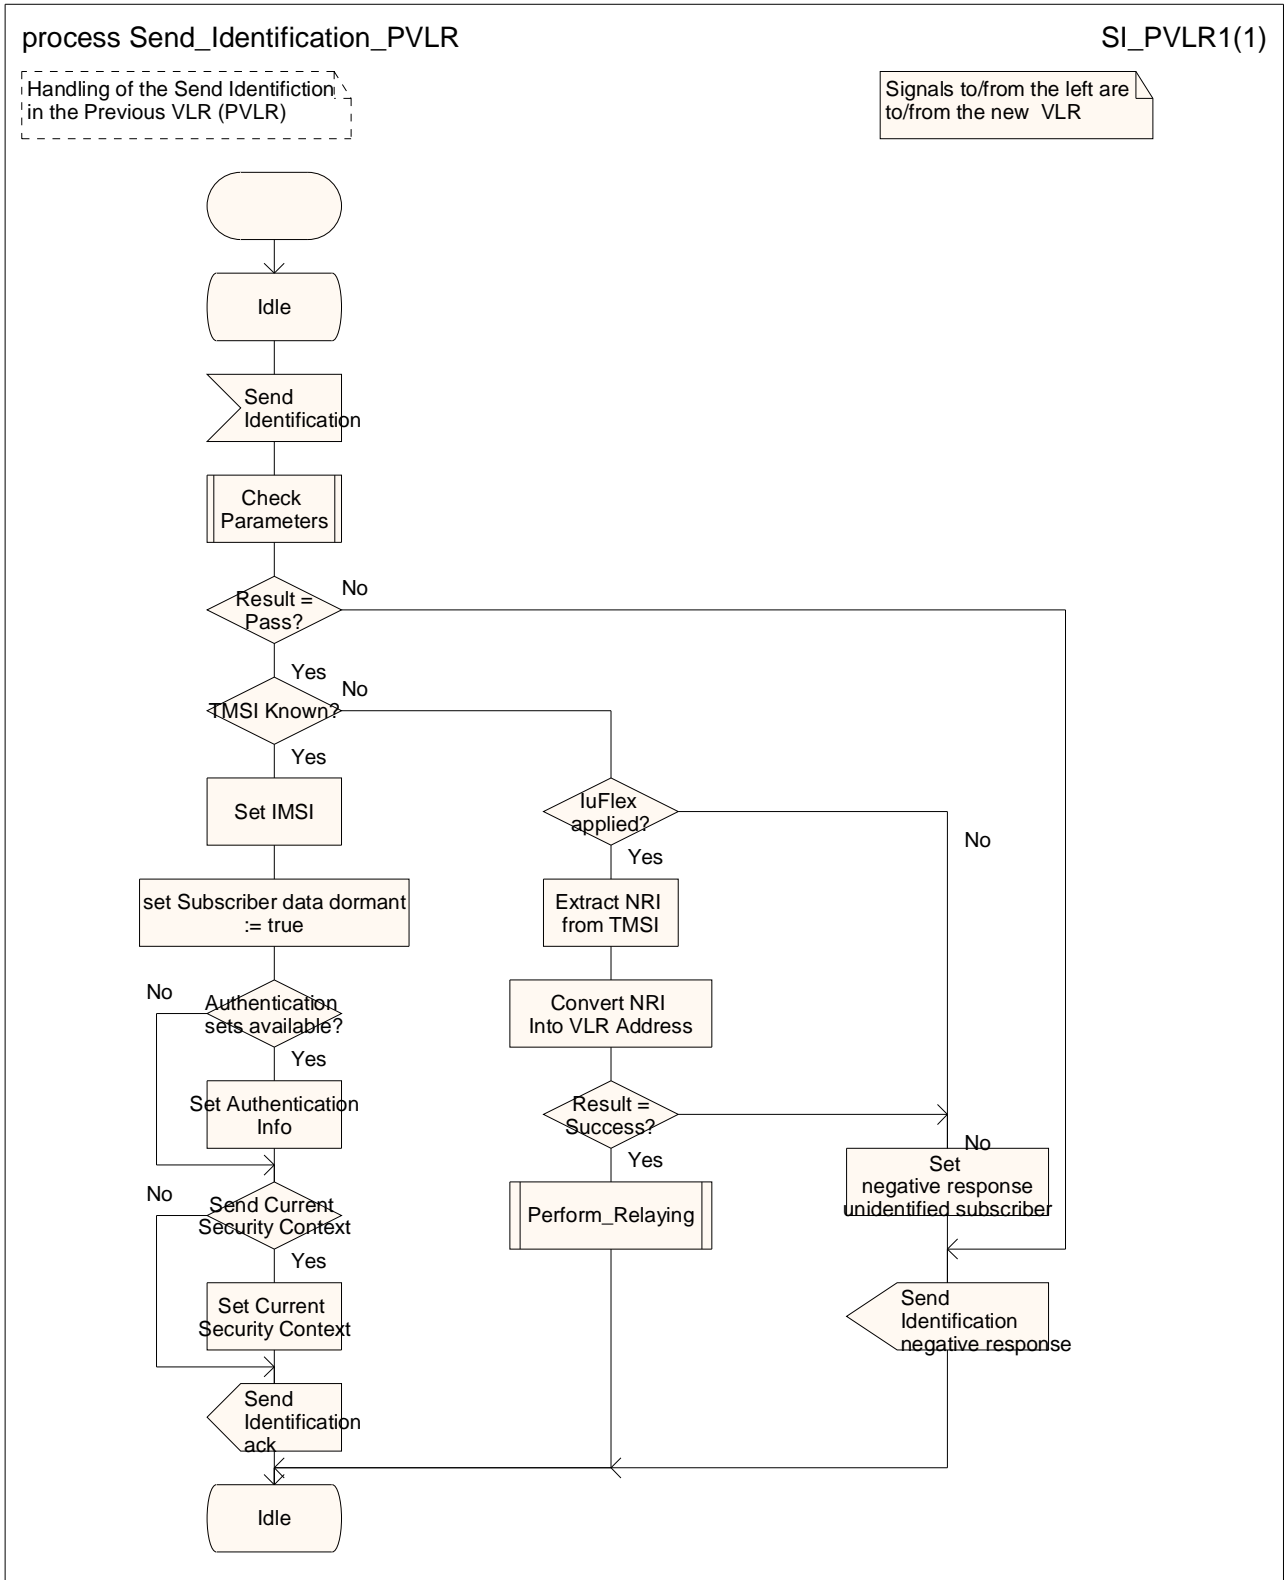 process Send_Identification_PVLR
SI_PVLR1(1)
Handling of the Send Identifiction
in the Previous VLR (PVLR)
Signals to/from the left are
to/from the new VLR
Idle
Send
Identification
Check
Parameters
Result =
Pass?
No
Yes
TMSI Known?
No
Yes
Set IMSI
IuFlex
applied?
No
Yes
set Subscriber data dormant
:= true
Extract NRI
from TMSI
No
Authentication
sets available?
Yes
Convert NRI
Into VLR Address
Set Authentication
Info
Result =
Success?
No
Yes
Set
negative response
unidentified subscriber
No
Send Current
Security Context
Yes
Perform_Relaying
Set Current
Security Context
Send
Identification
negative response
Send
Identification
ack
Idle